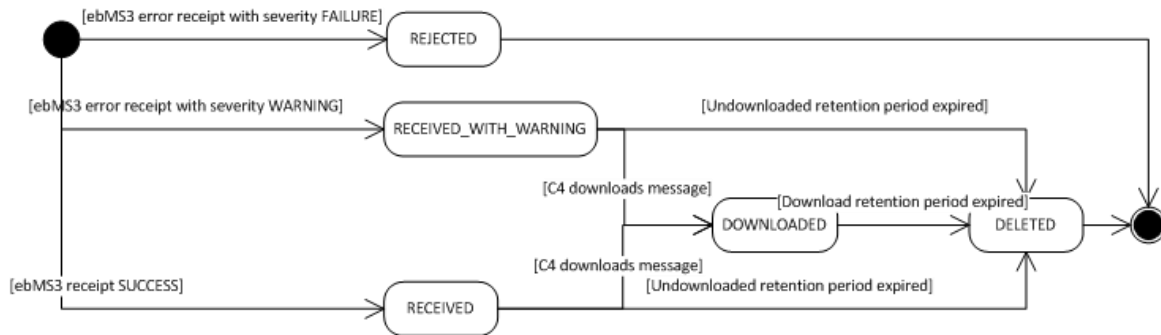 [ebMS3 error receipt with severity FAILURE]
REJECTED
[ebMS3 error receipt with severity WARNING]
[Undownloaded retention period expired]
RECEIVED_WITH_WARNING
[C4 downloads message]
[Download retention period expired]
DOWNLOADED
DELETED
[C4 downloads message]
[ebMS3 receipt SUCCESS]
[Undownloaded retention period expired]
RECEIVED